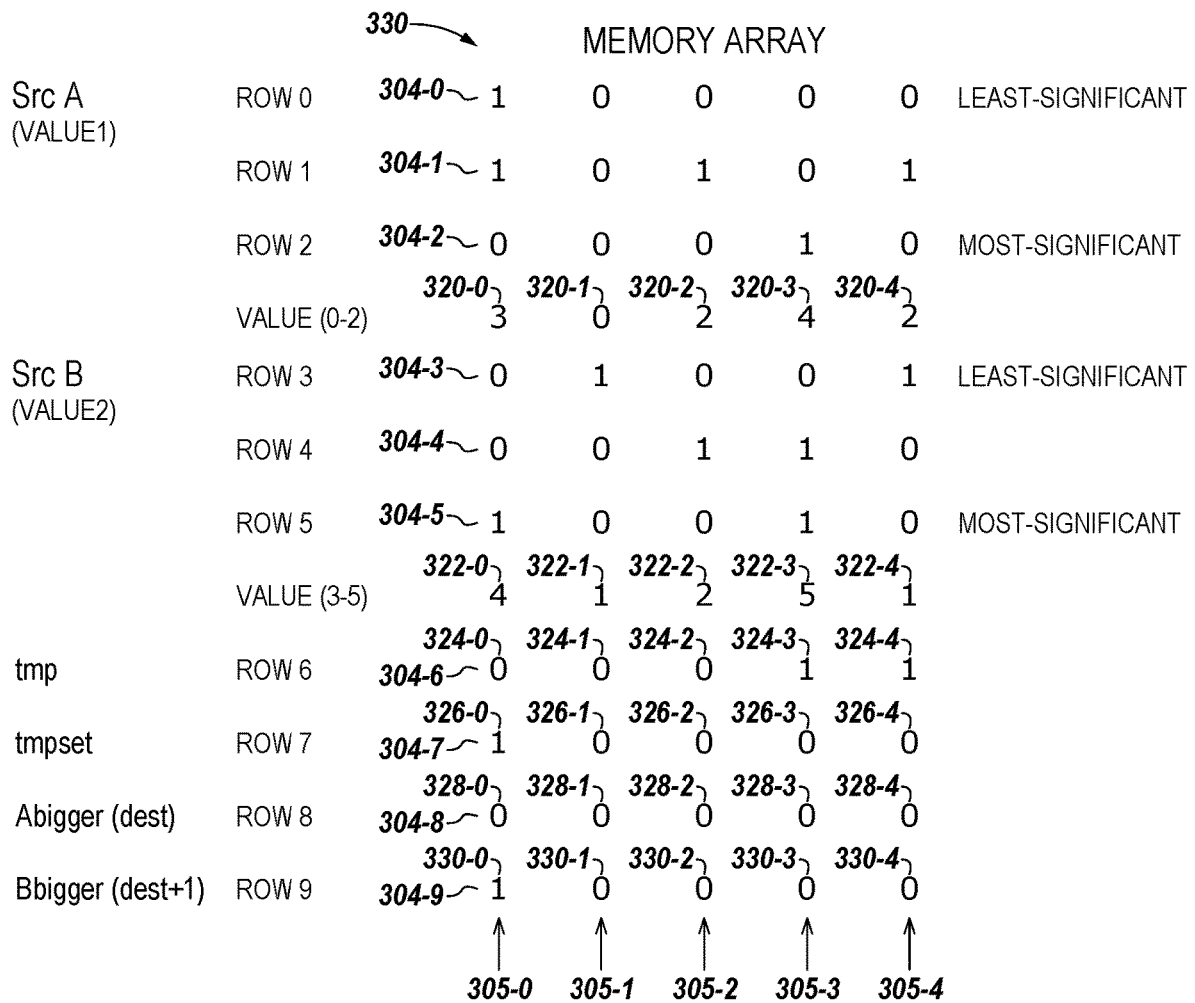 330 MEMORY ARRAY
Src A ROW 0 304-0 1 0 0 0 0 LEAST-SIGNIFICANT
(VALUE1)
ROW 1 304-1 1 0 1 0 1
ROW 2 304-2 0 0 0 1 0 MOST-SIGNIFICANT
320-0 320-1 320-2 320-3 320-4
VALUE (0-2) 3 0 2 4 2
Src B ROW 3 304-3 0 1 0 0 1 LEAST-SIGNIFICANT
(VALUE2)
ROW 4 304-4 0 0 1 1 0
ROW 5 304-5 1 0 0 1 0 MOST-SIGNIFICANT
322-0 322-1 322-2 322-3 322-4
VALUE (3-5) 4 1 2 5 1
324-0 324-1 324-2 324-3 324-4
tmp ROW 6 304-6 0 0 0 1 1
326-0 326-1 326-2 326-3 326-4
tmpset ROW 7 304-7 1 0 0 0 0
328-0 328-1 328-2 328-3 328-4
Abigger (dest) ROW 8 304-8 0 0 0 0 0
330-0 330-1 330-2 330-3 330-4
Bbigger (dest+1) ROW 9 304-9 1 0 0 0 0
305-0 305-1 305-2 305-3 305-4